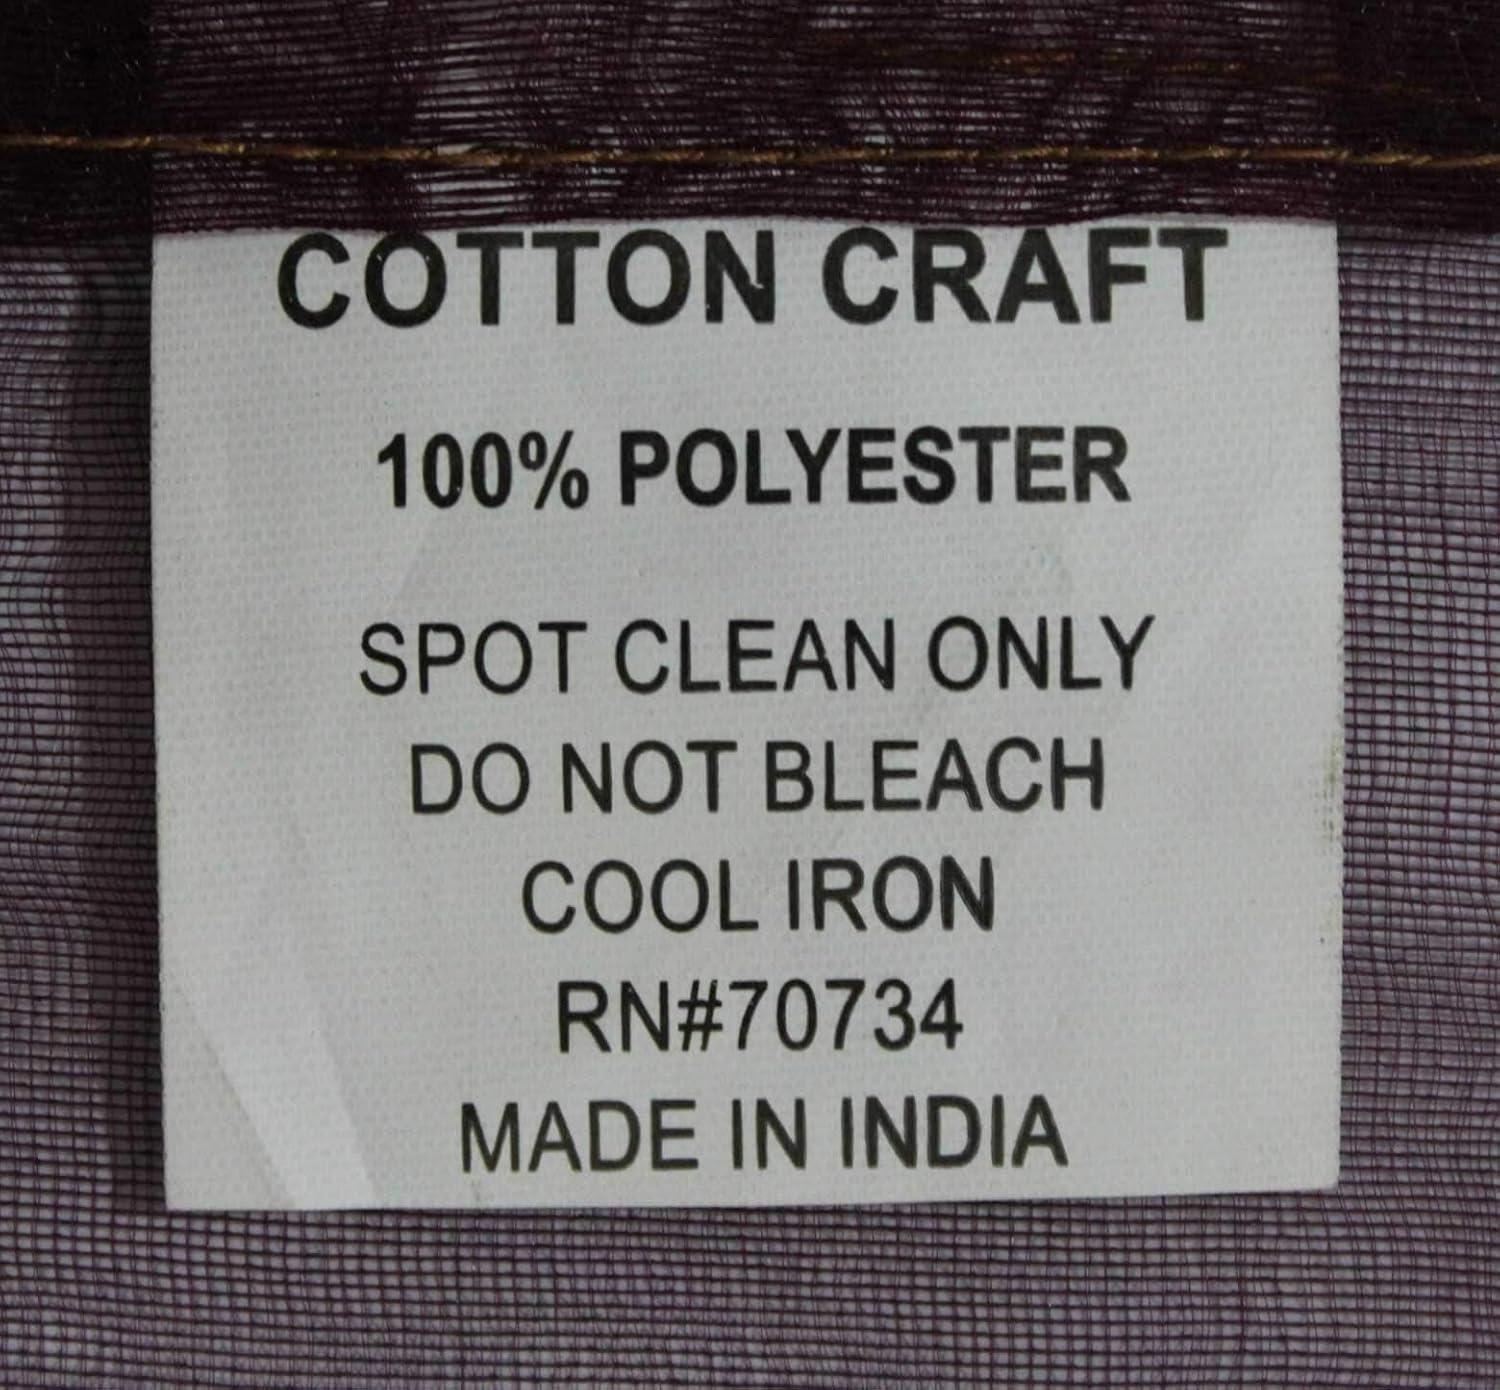 COTTON CRAFT
100% POLYESTER
SPOT CLEAN ONLY
DO NOT BLEACH
COOL IRON
RN#70734
MADE IN INDIA